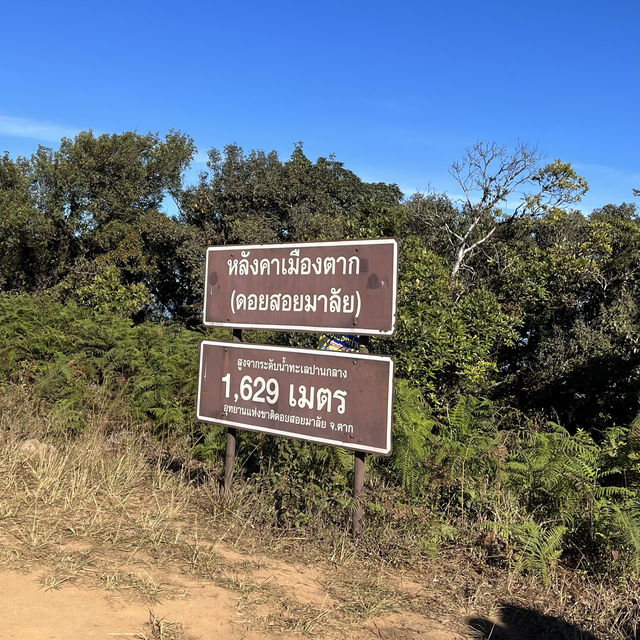 หลังคาเมืองตาก
(ดอยสอยมาลัย)
สูงจากระดับน้ำทะเลปานกลาง
1,629 เมตร
อุทยานแห่งชาติดอยสอยมาลัย จ.ตาก